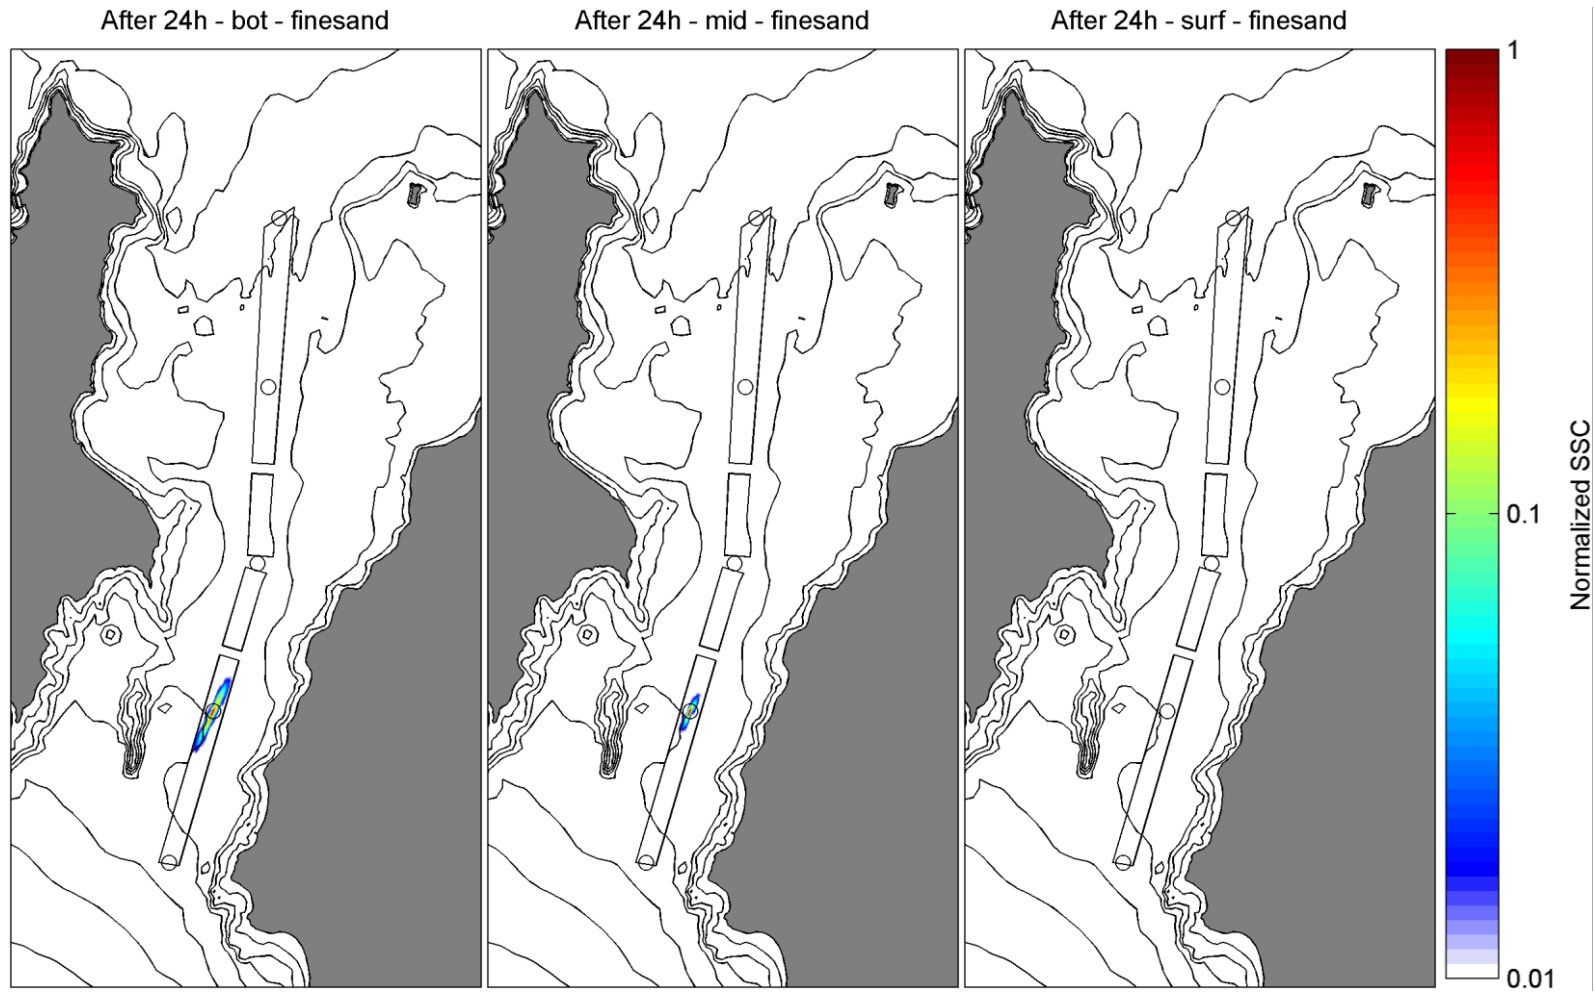 After 24h - bot - finesand
After 24h - mid - finesand
After 24h - surf - finesand
1
0.1
0.01
Normalized SSC